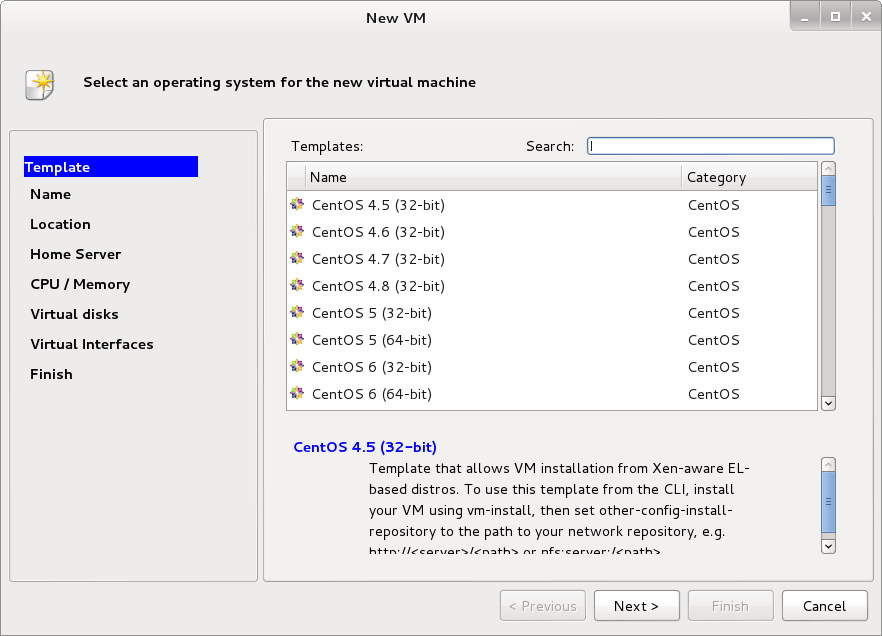 New VM
Select an operating system for the new virtual machine
Template
Name
Location
Home Server
CPU / Memory
Virtual disks
Virtual Interfaces
Finish
Templates:
Search:
Name Category
CentOS 4.5 (32-bit) CentOS
CentOS 4.6 (32-bit) CentOS
CentOS 4.7 (32-bit) CentOS
CentOS 4.8 (32-bit) CentOS
CentOS 5 (32-bit) CentOS
CentOS 5 (64-bit) CentOS
CentOS 6 (32-bit) CentOS
CentOS 6 (64-bit) CentOS
CentOS 4.5 (32-bit)
Template that allows VM installation from Xen-aware EL-
based distros. To use this template from the CLI, install
your VM using vm-install, then set other-config-install-
repository to the path to your network repository, e.g.
http://<server>/<path> or nfs:server:/<path>
< Previous
Next >
Finish
Cancel